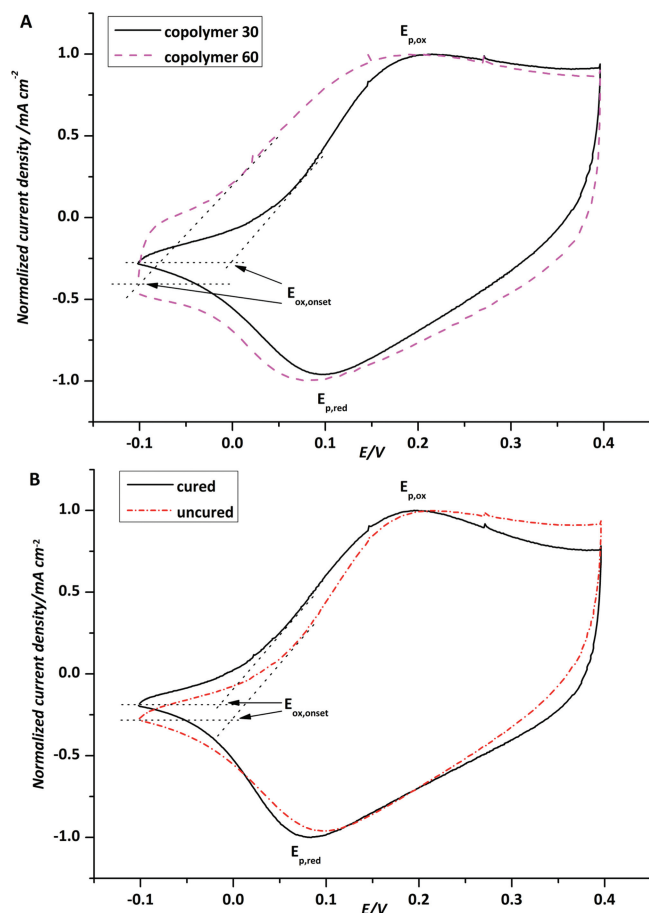 A
copolymer 30
copolymer 60
E_p,ox
1.0
0.5
0.0
-0.5
-1.0
Normalized current density /mA cm^-2
E_ox,onset
E_p,red
-0.1 0.0 0.1 0.2 0.3 0.4
E/V
B
cured
uncured
E_p,ox
1.0
0.5
0.0
-0.5
-1.0
Normalized current density/mA cm^-2
E_ox,onset
E_p,red
-0.1 0.0 0.1 0.2 0.3 0.4
E/V